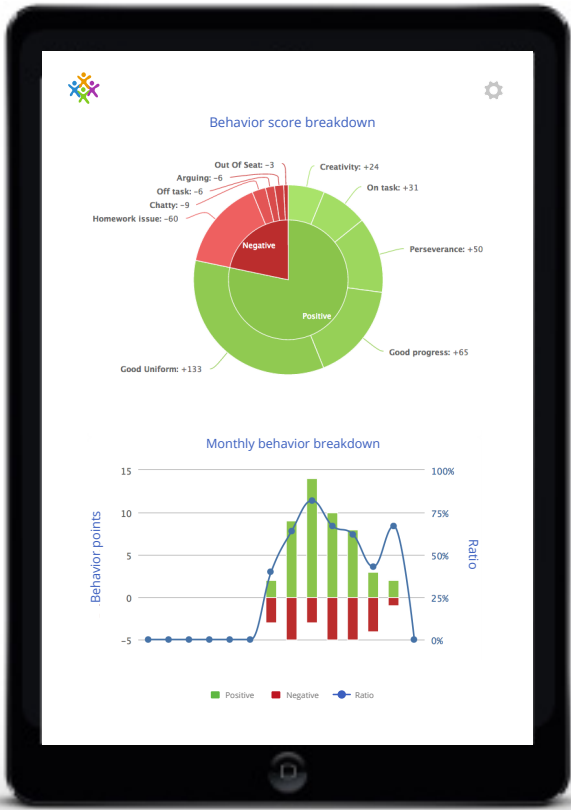 Behavior score breakdown
Out Of Seat: -3
Creativity: +24
Arguing: -6
On task: +31
Off task: -6
Chatty: -9
Homework issue: -60
Negative
Perseverance: +50
Positive
Good progress: +65
Good Uniform: +133
Monthly behavior breakdown
15
100%
10
75%
5
50%
0
25%
-5
0%
Behavior points
Ratio
Positive
Negative
Ratio